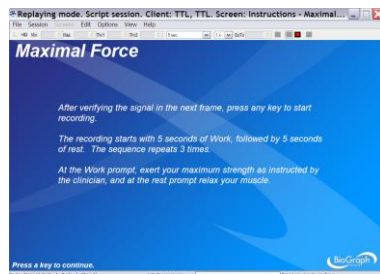 Replaying mode. Script session. Client: TTL, TTL. Screen: Instructions - Maximal...
File Session Screens Edit Options View Help
Maximal Force
After verifying the signal in the next frame, press any key to start
recording.
The recording starts with 5 seconds of Work, followed by 5 seconds
of rest. The sequence repeats 3 times.
At the Work prompt, exert your maximum strength as instructed by
the clinician, and at the rest prompt relax your muscle.
Press a key to continue.
BioGraph